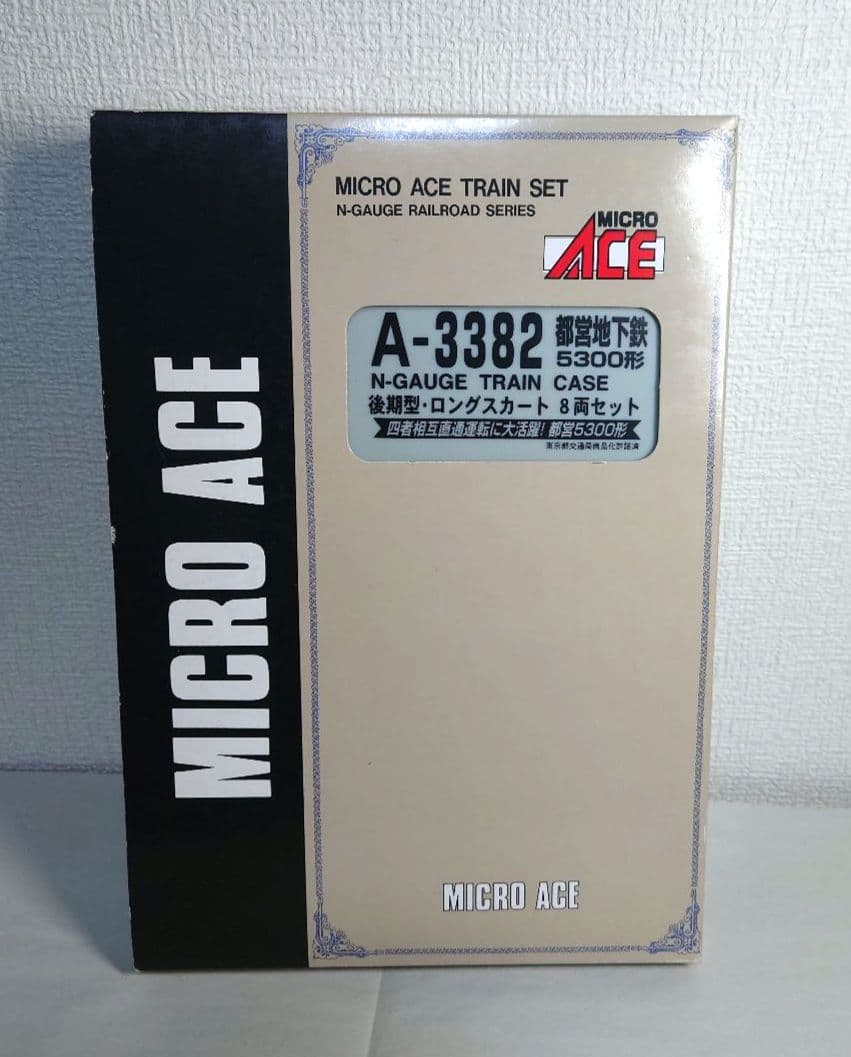 MICRO ACE TRAIN SET
N-GAUGE RAILROAD SERIES
MICRO
ACE
A-3382 都営地下鉄
5300形
N-GAUGE TRAIN CASE
後期型・ロングスカート 8両セット
四者相互直通運転に大活躍! 都営5300形
東京都交通局商品化許諾済
MICRO ACE
MICRO ACE